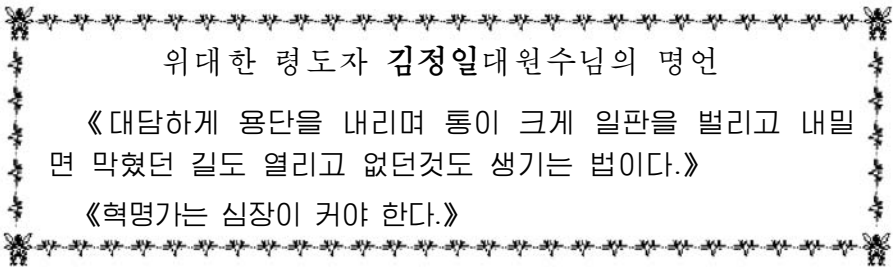 위대한 령도자 김정일대원수님의 명언
《대담하게 용단을 내리며 통이 크게 일판을 벌리고 내밀
면 막혔던 길도 열리고 없던것도 생기는 법이다.》
《혁명가는 심장이 커야 한다.》